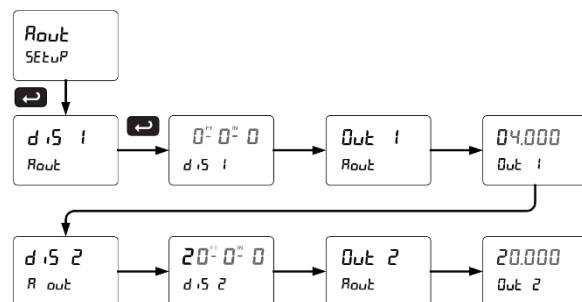 Aout
SEtuP
diS 1
Aout
0FT-0IN-0
diS 1
Out 1
Aout
04.000
Out 1
diS 2
A out
20FT-0IN-0
diS 2
Out 2
Aout
20.000
Out 2